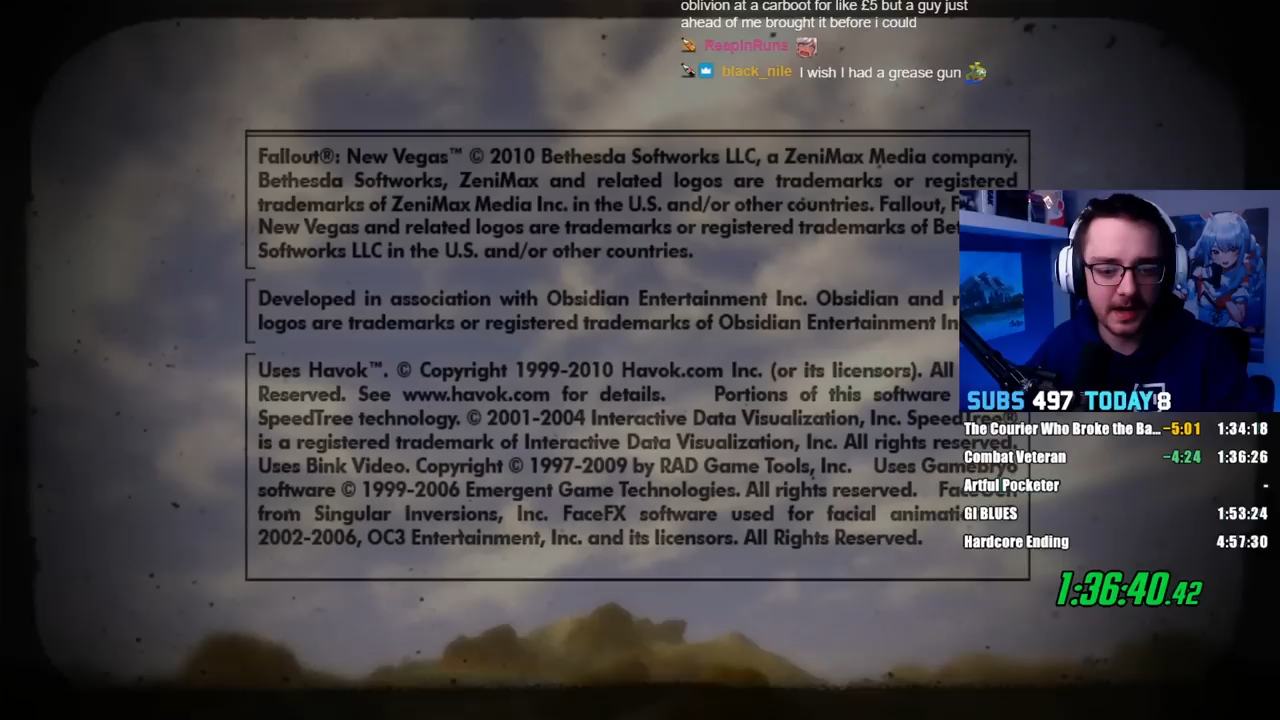 oblivion at a carboot for like £5 but a guy just
ahead of me brought it before i could
ReapinRuns
black_nile I wish I had a grease gun
Fallout®: New Vegas™ © 2010 Bethesda Softworks LLC, a ZeniMax Media company.
Bethesda Softworks, ZeniMax and related logos are trademarks or registered
trademarks of ZeniMax Media Inc. in the U.S. and/or other countries. Fallout,
New Vegas and related logos are trademarks or registered trademarks of
Softworks LLC in the U.S. and/or other countries.
Developed in association with Obsidian Entertainment Inc. Obsidian and
logos are trademarks or registered trademarks of Obsidian Entertainment
Uses Havok™. © Copyright 1999-2010 Havok.com Inc. (or its licensors). All
Reserved. See www.havok.com for details. Portions of this software
SpeedTree technology. © 2001-2004 Interactive Data Visualization, Inc. SpeedTree®
is a registered trademark of Interactive Data Visualization, Inc. All rights reserved.
Uses Bink Video. Copyright © 1997-2009 by RAD Game Tools, Inc. Uses Gamebryo
software © 1999-2006 Emergent Game Technologies. All rights reserved.
from Singular Inversions, Inc. FaceFX software used for facial
2002-2006, OC3 Entertainment, Inc. and its licensors. All Rights Reserved.
SUBS 497 TODAY 8
The Courier Who Broke the Ba... -5:01 1:34:18
Combat Veteran -4:24 1:36:26
Artful Pocketer -
GI BLUES 1:53:24
Hardcore Ending 4:57:30
1:36:40.42